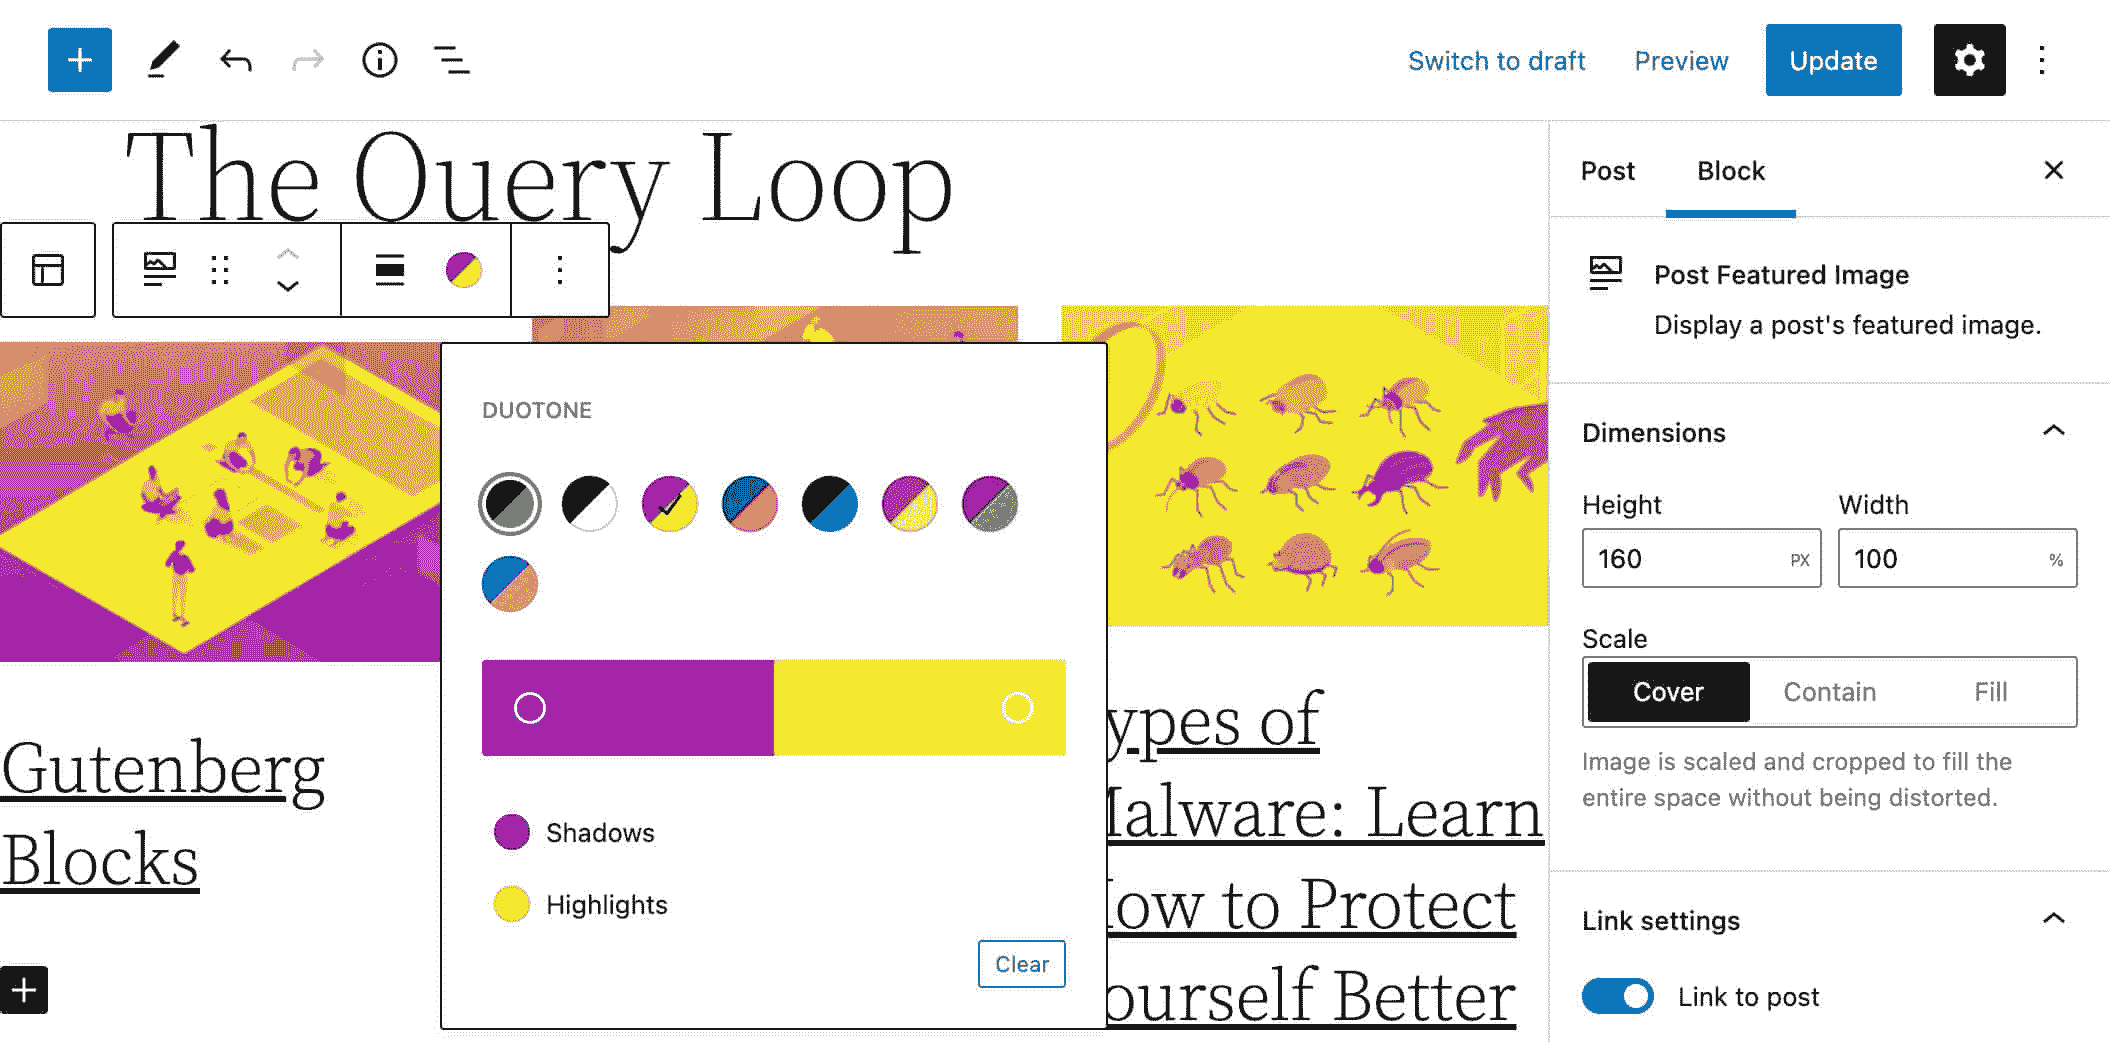 Switch to draft
Preview
Update
The Query Loop
DUOTONE
Shadows
Highlights
Clear
Gutenberg
Blocks
ypes of
alware: Learn
ow to Protect
ourself Better
Post
Block
Post Featured Image
Display a post's featured image.
Dimensions
Height
Width
160 PX
100 %
Scale
Cover
Contain
Fill
Image is scaled and cropped to fill the
entire space without being distorted.
Link settings
Link to post